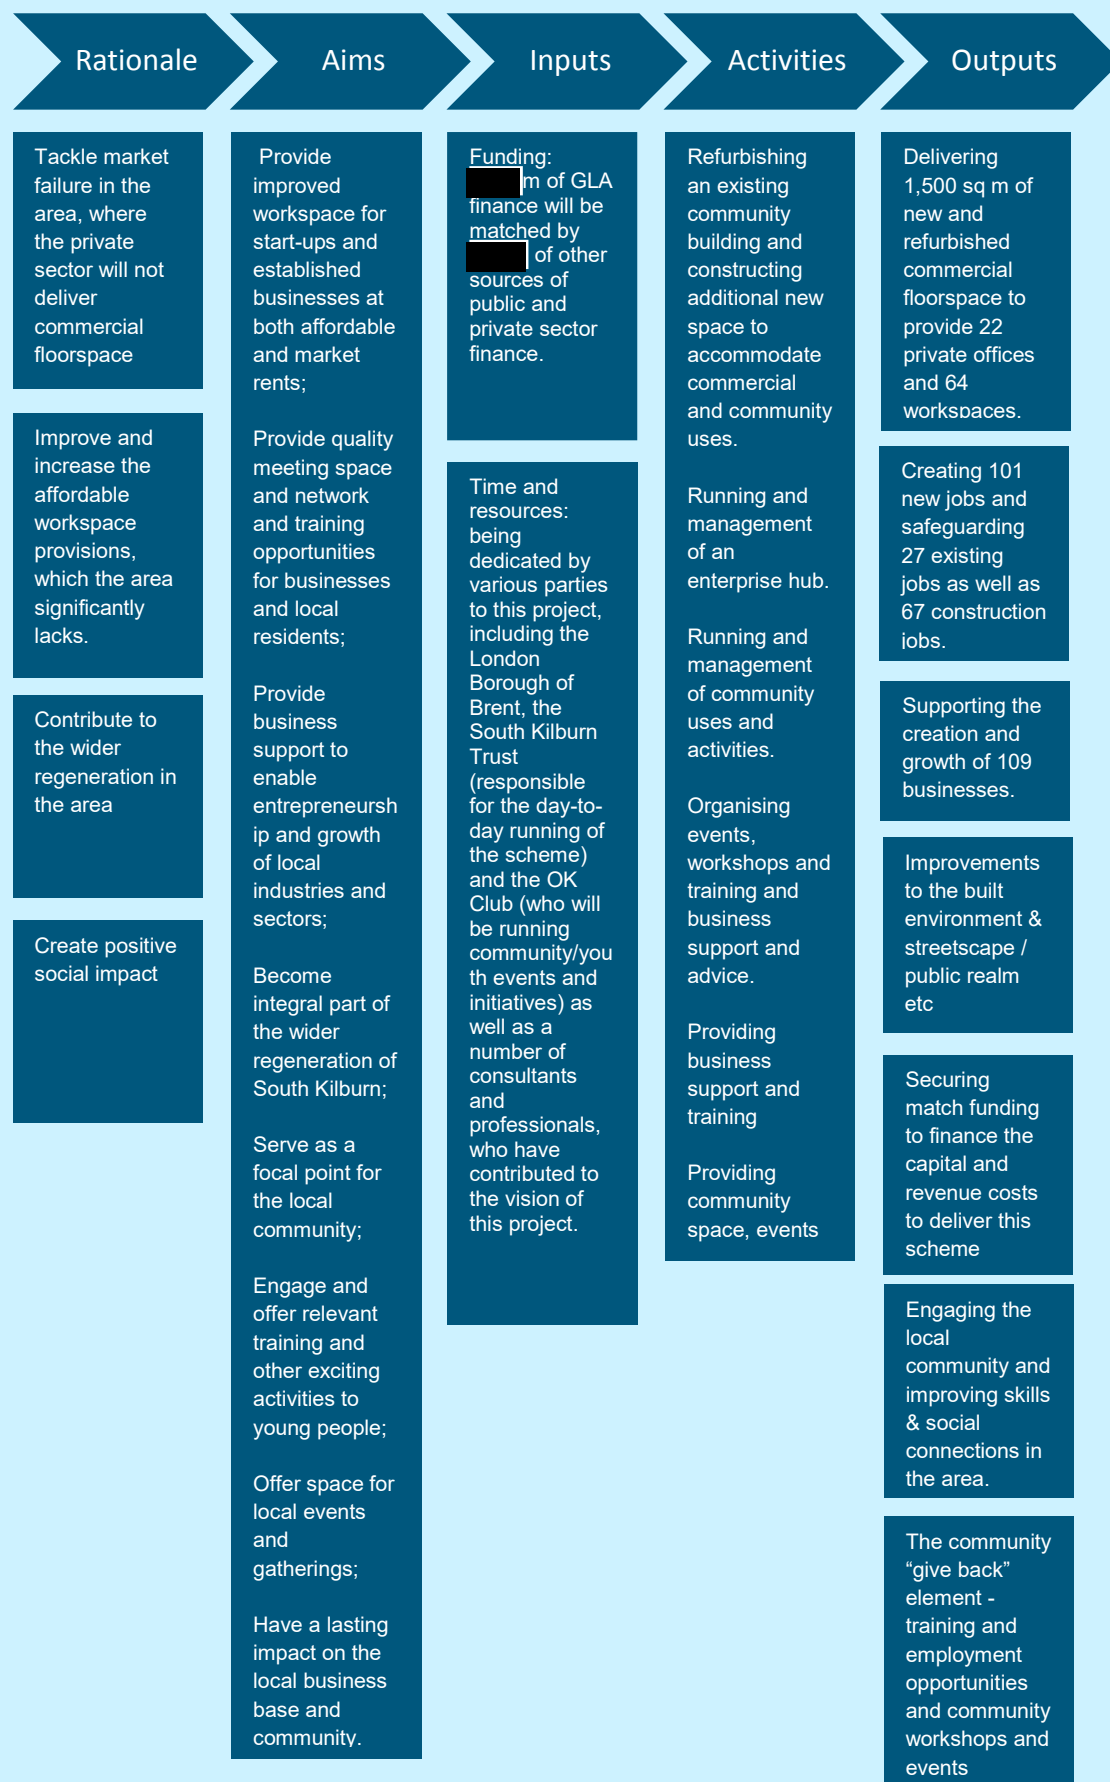 Rationale
Aims
Inputs
Activities
Outputs
Tackle market
failure in the
area, where
the private
sector will not
deliver
commercial
floorspace
Improve and
increase the
affordable
workspace
provisions,
which the area
significantly
lacks.
Contribute to
the wider
regeneration in
the area
Create positive
social impact
Provide
improved
workspace for
start-ups and
established
businesses at
both affordable
and market
rents;
Provide quality
meeting space
and network
and training
opportunities
for businesses
and local
residents;
Provide
business
support to
enable
entrepreneursh
ip and growth
of local
industries and
sectors;
Become
integral part of
the wider
regeneration of
South Kilburn;
Serve as a
focal point for
the local
community;
Engage and
offer relevant
training and
other exciting
activities to
young people;
Offer space for
local events
and
gatherings;
Have a lasting
impact on the
local business
base and
community.
Funding:
m of GLA
finance will be
matched by
of other
sources of
public and
private sector
finance.
Time and
resources:
being
dedicated by
various parties
to this project,
including the
London
Borough of
Brent, the
South Kilburn
Trust
(responsible
for the day-to-
day running of
the scheme)
and the OK
Club (who will
be running
community/you
th events and
initiatives) as
well as a
number of
consultants
and
professionals,
who have
contributed to
the vision of
this project.
Refurbishing
an existing
community
building and
constructing
additional new
space to
accommodate
commercial
and community
uses.
Running and
management
of an
enterprise hub.
Running and
management
of community
uses and
activities.
Organising
events,
workshops and
training and
business
support and
advice.
Providing
business
support and
training
Providing
community
space, events
Delivering
1,500 sq m of
new and
refurbished
commercial
floorspace to
provide 22
private offices
and 64
workspaces.
Creating 101
new jobs and
safeguarding
27 existing
jobs as well as
67 construction
jobs.
Supporting the
creation and
growth of 109
businesses.
Improvements
to the built
environment &
streetscape /
public realm
etc
Securing
match funding
to finance the
capital and
revenue costs
to deliver this
scheme
Engaging the
local
community and
improving skills
& social
connections in
the area.
The community
“give back”
element -
training and
employment
opportunities
and community
workshops and
events